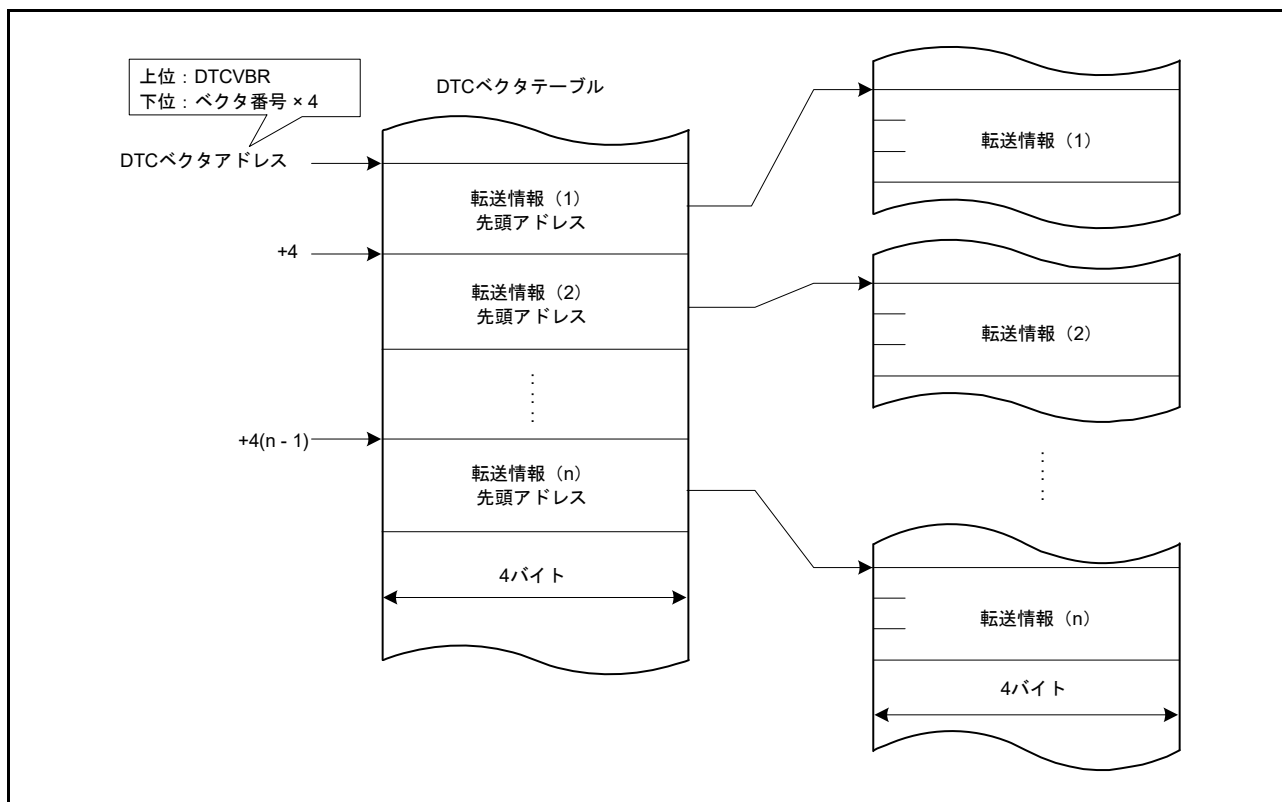 上位：DTCVBR
下位：ベクタ番号 × 4
DTCベクタテーブル
DTCベクタアドレス
転送情報（1）
先頭アドレス
+4
転送情報（2）
先頭アドレス
+4(n - 1)
転送情報（n）
先頭アドレス
4バイト
転送情報（1）
転送情報（2）
転送情報（n）
4バイト